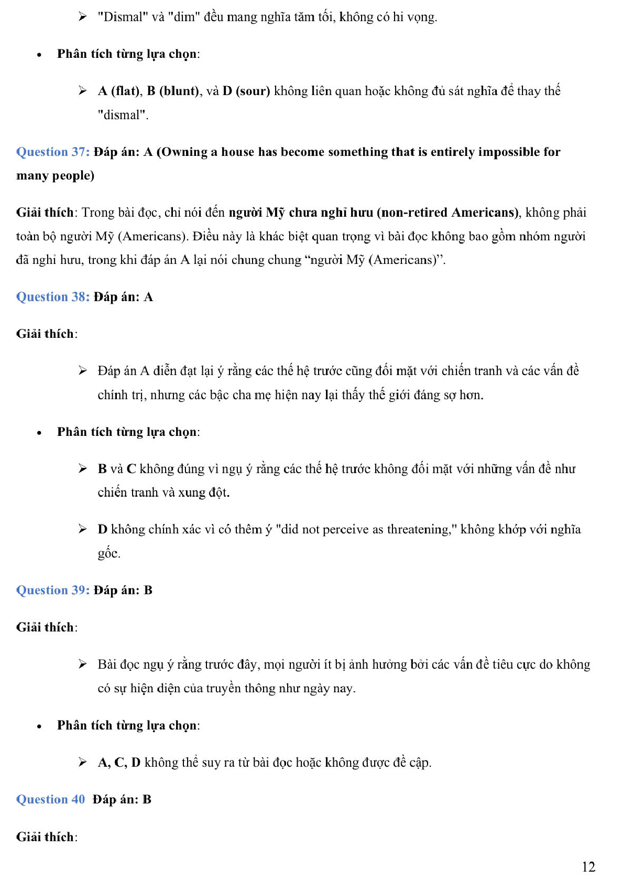 ➢ "Dismal" và "dim" đều mang nghĩa tăm tối, không có hi vọng.
• Phân tích từng lựa chọn:
➢ A (flat), B (blunt), và D (sour) không liên quan hoặc không đủ sát nghĩa để thay thế
"dismal".
Question 37: Đáp án: A (Owning a house has become something that is entirely impossible for
many people)
Giải thích: Trong bài đọc, chỉ nói đến người Mỹ chưa nghỉ hưu (non-retired Americans), không phải
toàn bộ người Mỹ (Americans). Điều này là khác biệt quan trọng vì bài đọc không bao gồm nhóm người
đã nghỉ hưu, trong khi đáp án A lại nói chung chung “người Mỹ (Americans)”.
Question 38: Đáp án: A
Giải thích:
➢ Đáp án A diễn đạt lại ý rằng các thế hệ trước cũng đối mặt với chiến tranh và các vấn đề
chính trị, nhưng các bậc cha mẹ hiện nay lại thấy thế giới đáng sợ hơn.
• Phân tích từng lựa chọn:
➢ B và C không đúng vì ngụ ý rằng các thế hệ trước không đối mặt với những vấn đề như
chiến tranh và xung đột.
➢ D không chính xác vì có thêm ý "did not perceive as threatening," không khớp với nghĩa
gốc.
Question 39: Đáp án: B
Giải thích:
➢ Bài đọc ngụ ý rằng trước đây, mọi người ít bị ảnh hưởng bởi các vấn đề tiêu cực do không
có sự hiện diện của truyền thông như ngày nay.
• Phân tích từng lựa chọn:
➢ A, C, D không thể suy ra từ bài đọc hoặc không được đề cập.
Question 40 Đáp án: B
Giải thích:
12